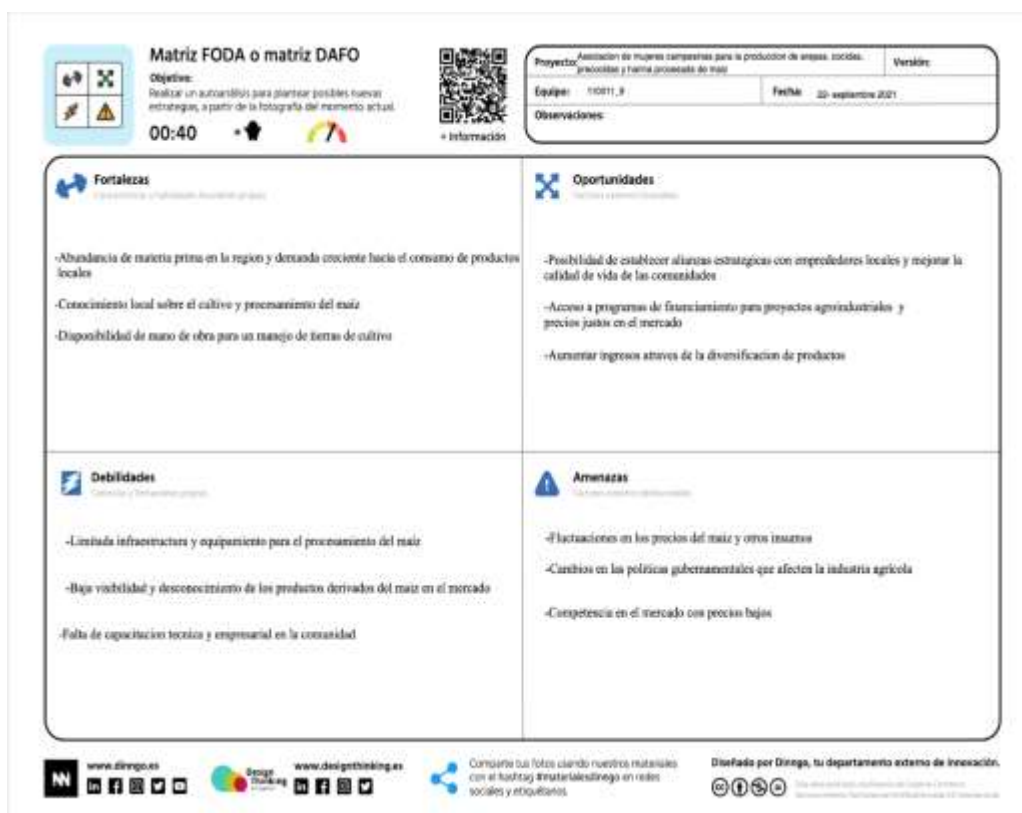 Matriz FODA o matriz DAFO
Objetivo:
Realizar un autoanálisis para plantear posibles nuevas
estrategias, a partir de la fotografía del momento actual.
00:40
+ Información
Proyecto: Asociación de mujeres campesinas para la produccion de arepas, cocidas,
precocidas y harina procesada de maiz
Versión:
Equipo: 110011_9
Fecha: 22- septiembre 2021
Observaciones:
Fortalezas
-Abundancia de materia prima en la region y demanda creciente hacia el consumo de productos
locales
-Conocimiento local sobre el cultivo y procesamiento del maíz
-Disponibilidad de mano de obra para un manejo de tierras de cultivo
Oportunidades
-Posibilidad de establecer alianzas estrategicas con emprededores locales y mejorar la
calidad de vida de las comunidades
-Acceso a programas de financiamiento para proyectos agroindustriales y
precios justos en el mercado
-Aumentar ingresos atraves de la diversificacion de productos
Debilidades
-Limitada infraestructura y equipamiento para el procesamiento del maíz
-Baja visibilidad y desconocimiento de los productos derivados del maiz en el mercado
-Falta de capacitacion tecnica y empresarial en la comunidad
Amenazas
-Fluctuaciones en los precios del maíz y otros insumos
-Cambios en las políticas gubernamentales que afecten la industria agrícola
-Competencia en el mercado con precios bajos
www.dinngo.es
Design
Thinking
www.designthinking.es
Comparte tus fotos usando nuestros materiales
con el hashtag #materialesdinngo en redes
sociales y etiquétanos.
Diseñado por Dinngo, tu departamento externo de innovación.